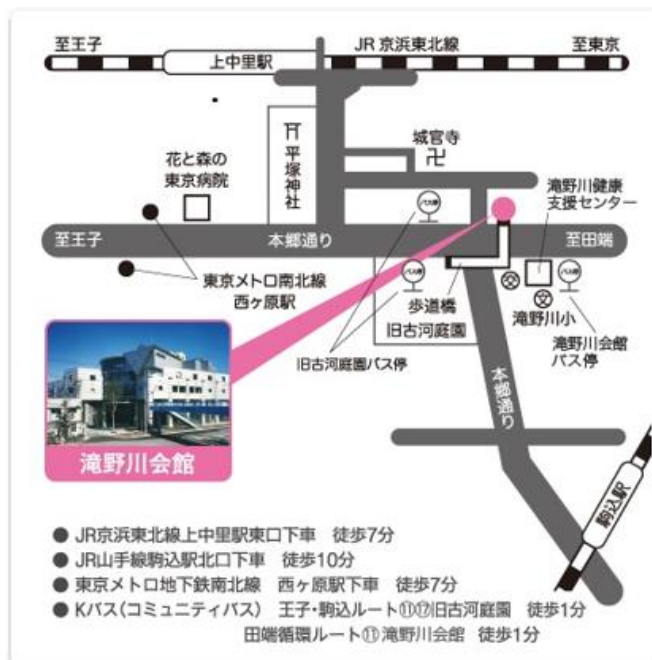 至王子
JR 京浜東北線
至東京
上中里駅
城官寺
花と森の
東京病院
平塚神社
滝野川健康
支援センター
バス停
至王子
本郷通り
至田端
東京メトロ南北線
西ヶ原駅
バス停
歩道橋
バス停
旧古河庭園
滝野川小
旧古河庭園バス停
滝野川会館
バス停
本郷通り
滝野川会館
駒込駅
● JR京浜東北線上中里駅東口下車 徒歩7分
● JR山手線駒込駅北口下車 徒歩10分
● 東京メトロ地下鉄南北線 西ヶ原駅下車 徒歩7分
● Kバス(コミュニティバス) 王子・駒込ルート⑪⑰旧古河庭園 徒歩1分
田端循環ルート⑪滝野川会館 徒歩1分